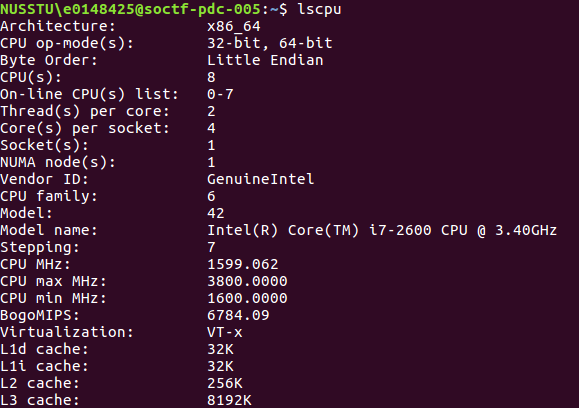 NUSSTU\e0148425@soctf-pdc-005:~$ lscpu
Architecture:          x86_64
CPU op-mode(s):        32-bit, 64-bit
Byte Order:            Little Endian
CPU(s):                8
On-line CPU(s) list:   0-7
Thread(s) per core:    2
Core(s) per socket:    4
Socket(s):             1
NUMA node(s):          1
Vendor ID:             GenuineIntel
CPU family:            6
Model:                 42
Model name:            Intel(R) Core(TM) i7-2600 CPU @ 3.40GHz
Stepping:              7
CPU MHz:               1599.062
CPU max MHz:           3800.0000
CPU min MHz:           1600.0000
BogoMIPS:              6784.09
Virtualization:        VT-x
L1d cache:             32K
L1i cache:             32K
L2 cache:              256K
L3 cache:              8192K